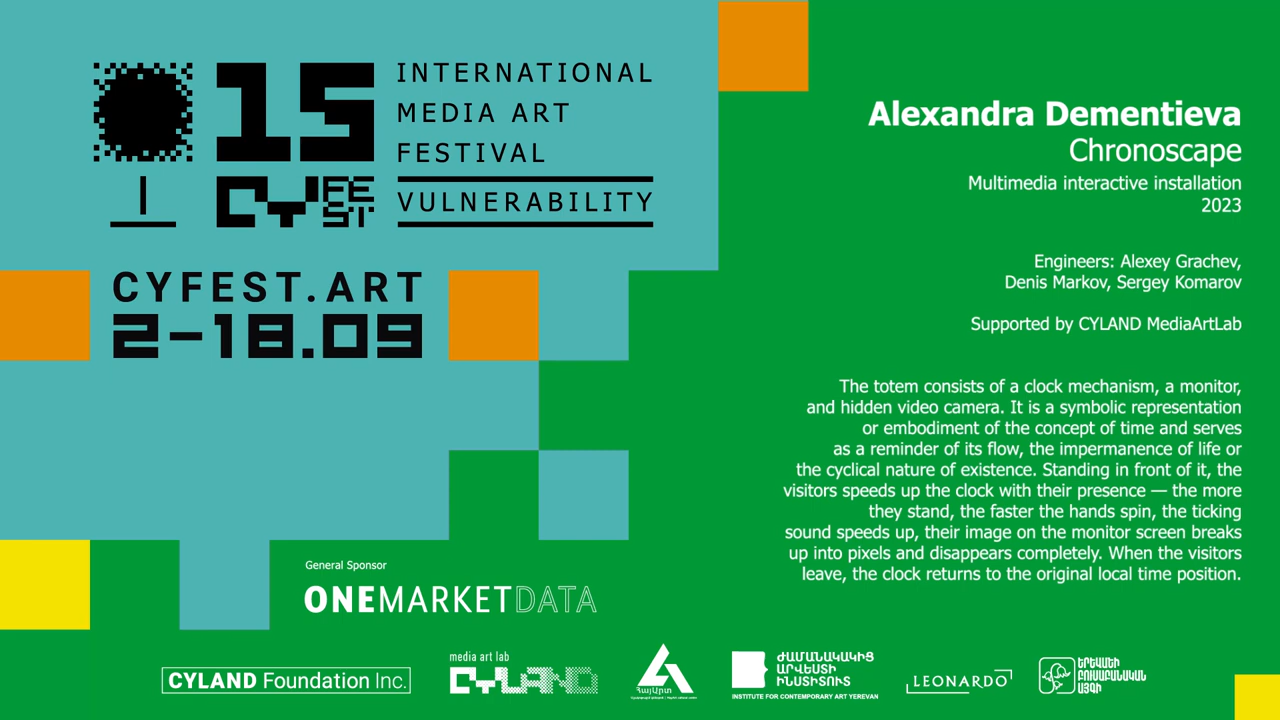 15
INTERNATIONAL
MEDIA ART
FESTIVAL
CYFEST
VULNERABILITY
CYFEST.ART
2-18.09
Alexandra Dementieva
Chronoscape
Multimedia interactive installation
2023
Engineers: Alexey Grachev,
Denis Markov, Sergey Komarov
Supported by CYLAND MediaArtLab
The totem consists of a clock mechanism, a monitor,
and hidden video camera. It is a symbolic representation
or embodiment of the concept of time and serves
as a reminder of its flow, the impermanence of life or
the cyclical nature of existence. Standing in front of it, the
visitors speeds up the clock with their presence — the more
they stand, the faster the hands spin, the ticking
sound speeds up, their image on the monitor screen breaks
up into pixels and disappears completely. When the visitors
leave, the clock returns to the original local time position.
General Sponsor
ONEMARKETDATA
CYLAND Foundation Inc.
media art lab
CYLAND
ՀայԱրտ
ԺԱՄԱՆԱԿԱԿԻՑ
ԱՐՎԵՍՏԻ
ԻՆՍՏԻՏՈՒՏ
INSTITUTE FOR CONTEMPORARY ART YEREVAN
LEONARDO
ԵՐԵՎԱՆԻ
ԲՈՒՍԱԲԱՆԱԿԱՆ
ԱՅԳԻ